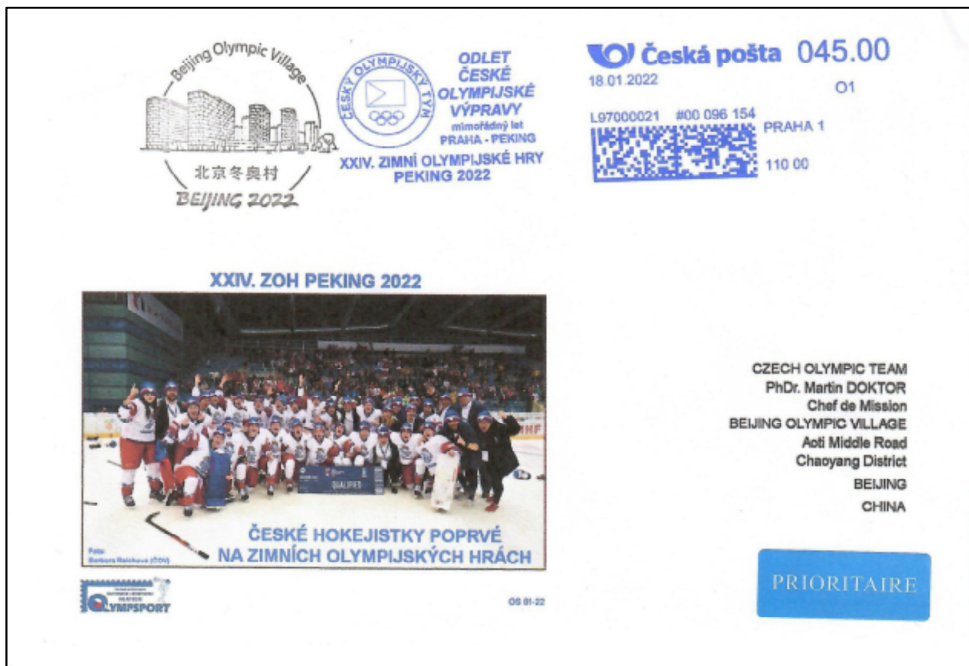 Beijing Olympic Village
北京冬奥村
BEIJING 2022
ČESKÝ OLYMPIJSKÝ TÝM
ODLET
ČESKÉ
OLYMPIJSKÉ
VÝPRAVY
mimořádný let
PRAHA - PEKING
XXIV. ZIMNÍ OLYMPIJSKÉ HRY
PEKING 2022
Česká pošta 045.00
18.01.2022
O1
L97000021 #00 096 154
PRAHA 1
110 00
XXIV. ZOH PEKING 2022
QUALIFIED
ČESKÉ HOKEJISTKY POPRVÉ
NA ZIMNÍCH OLYMPIJSKÝCH HRÁCH
Foto:
Barbora Reichová (ČOV)
OLYMPSPORT
OS 01-22
CZECH OLYMPIC TEAM
PhDr. Martin DOKTOR
Chef de Mission
BEIJING OLYMPIC VILLAGE
Aoti Middle Road
Chaoyang District
BEIJING
CHINA
PRIORITAIRE